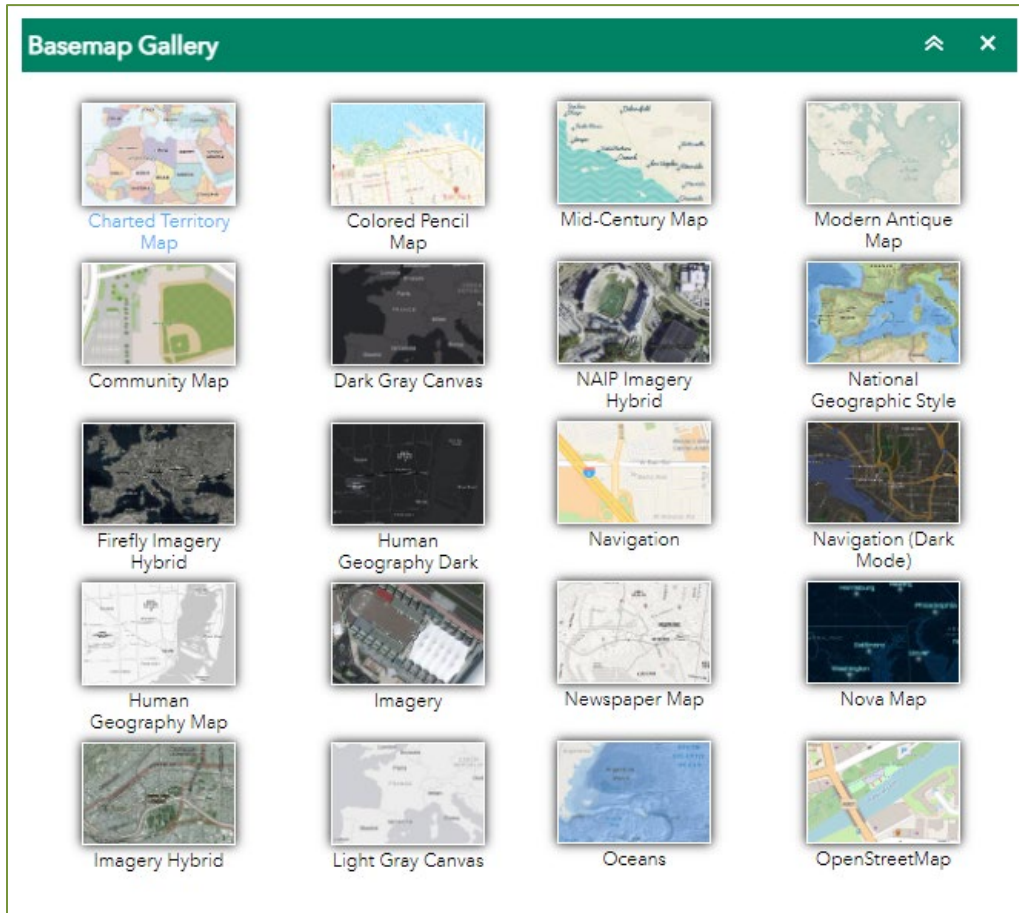 Basemap Gallery
Charted Territory
Map
Colored Pencil
Map
Mid-Century Map
Modern Antique
Map
Community Map
Dark Gray Canvas
NAIP Imagery
Hybrid
National
Geographic Style
Firefly Imagery
Hybrid
Human
Geography Dark
Navigation
Navigation (Dark
Mode)
Human
Geography Map
Imagery
Newspaper Map
Nova Map
Imagery Hybrid
Light Gray Canvas
Oceans
OpenStreetMap